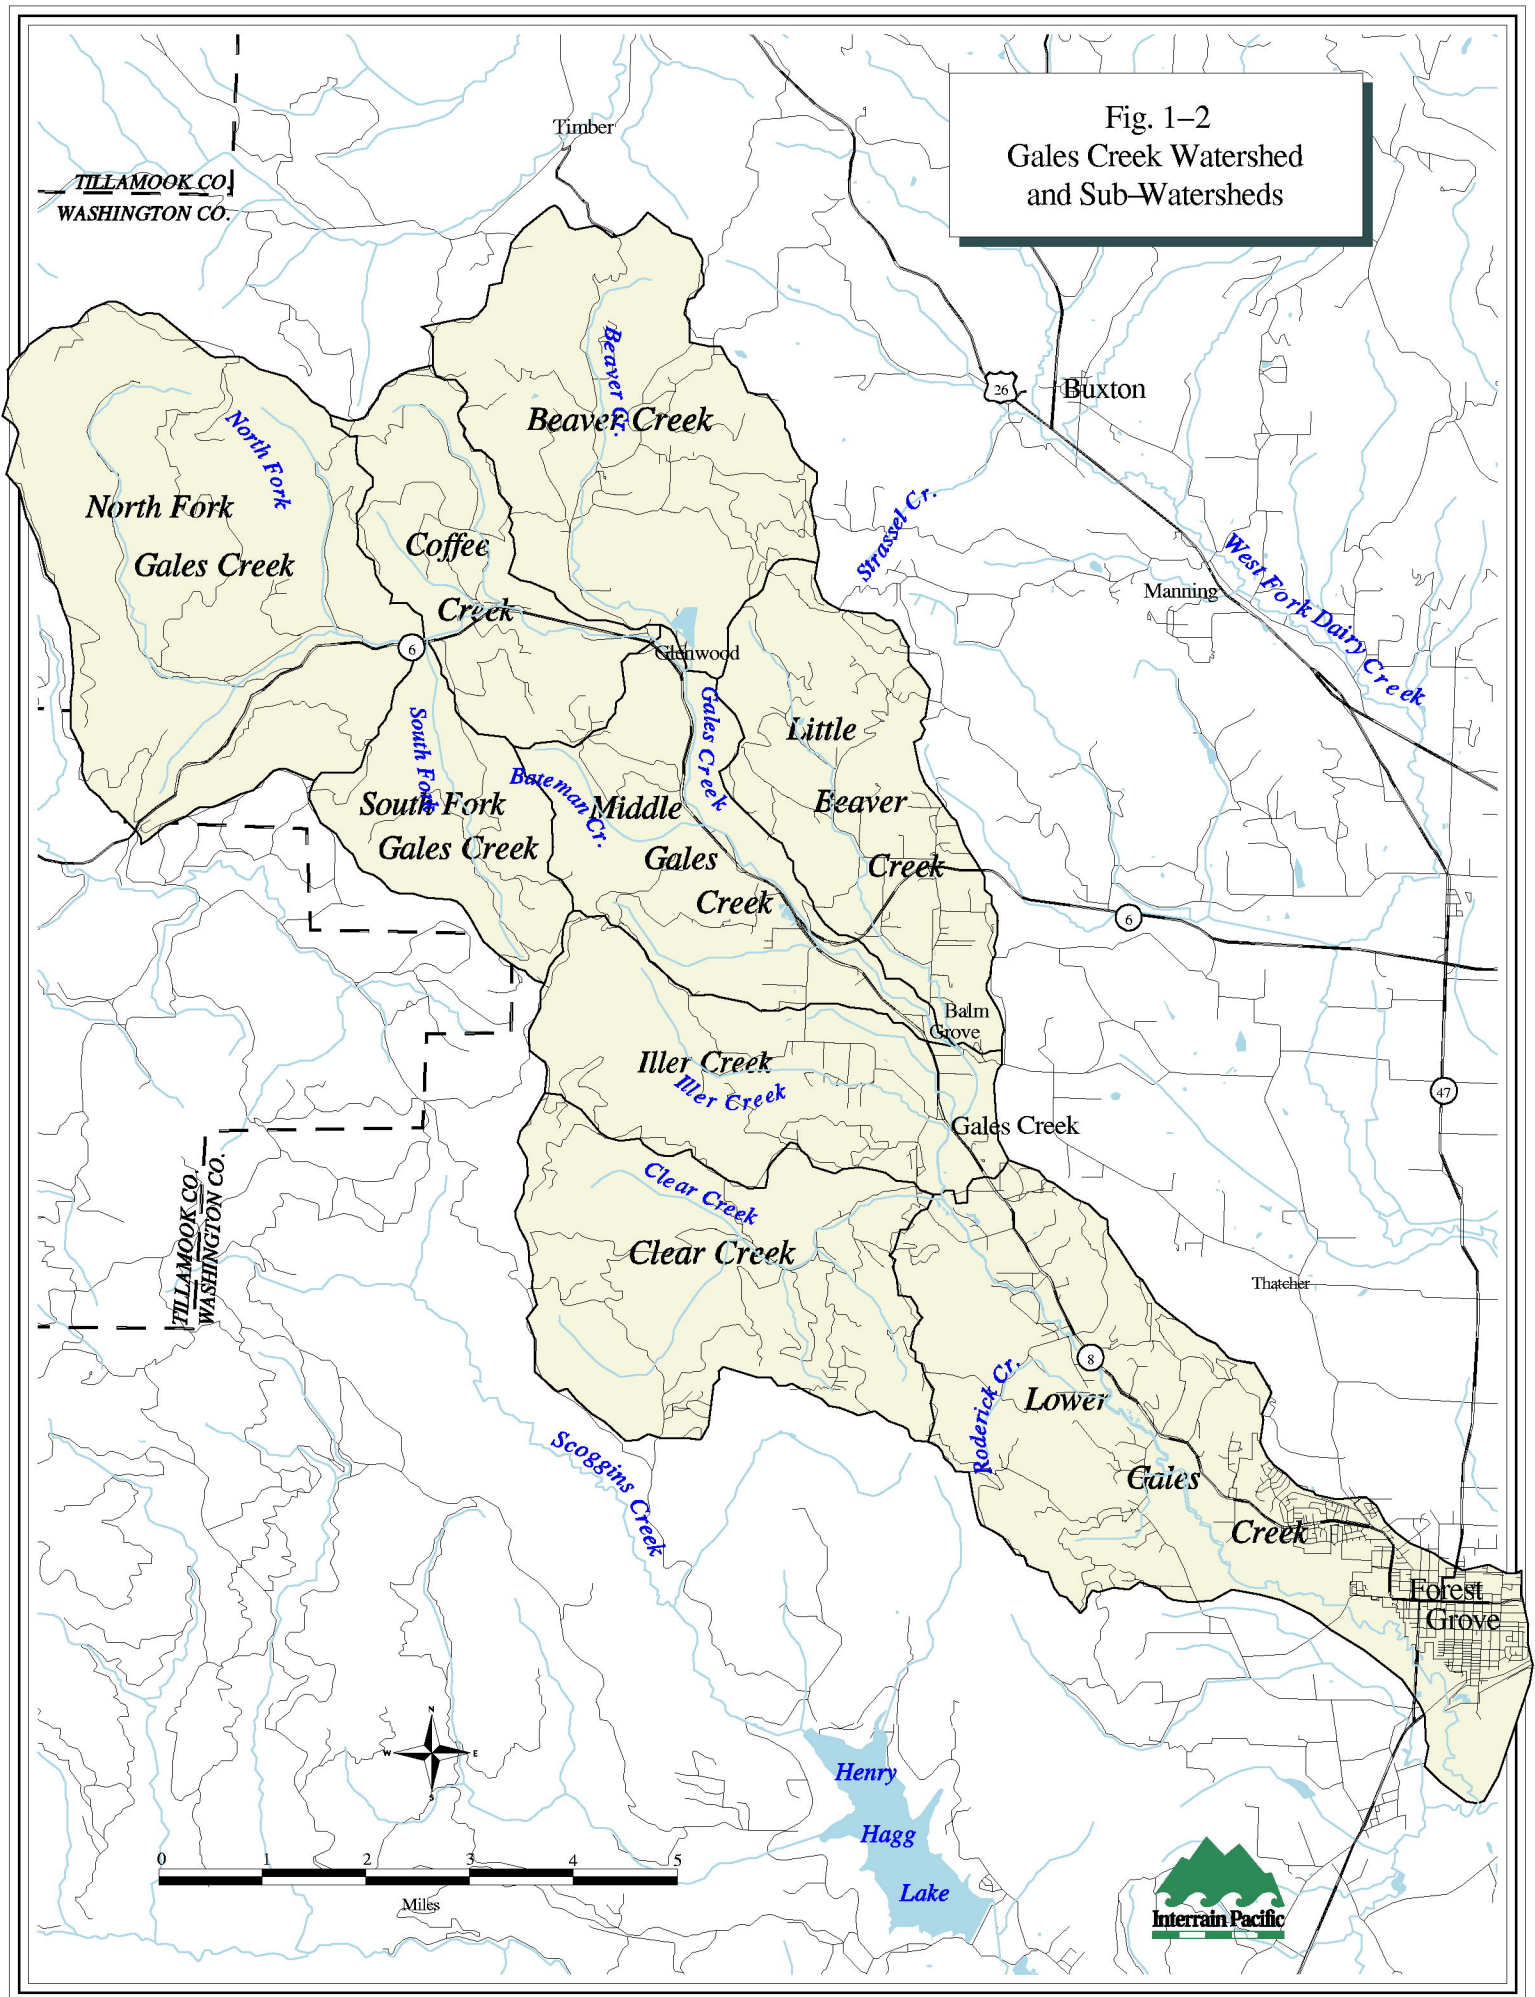 Fig. 1–2
Gales Creek Watershed
and Sub–Watersheds
Timber
TILLAMOOK CO.
WASHINGTON CO.
Beaver Cr.
Beaver Creek
26
Buxton
North Fork
North Fork
Gales Creek
Coffee
Creek
Strassel Cr.
West Fork Dairy Creek
Manning
6
Glenwood
Gales Creek
South Fork
Little
Beaver
Creek
Bateman Cr.
South Fork
Gales Creek
Middle
Gales
Creek
6
Balm
Grove
Iller Creek
Iller Creek
47
Gales Creek
TILLAMOOK CO.
WASHINGTON CO.
Clear Creek
Clear Creek
Thatcher
8
Roderick Cr.
Lower
Gales
Creek
Scoggins Creek
Forest
Grove
N
W
E
S
Henry
Hagg
Lake
0 1 2 3 4 5
Miles
Interrain Pacific